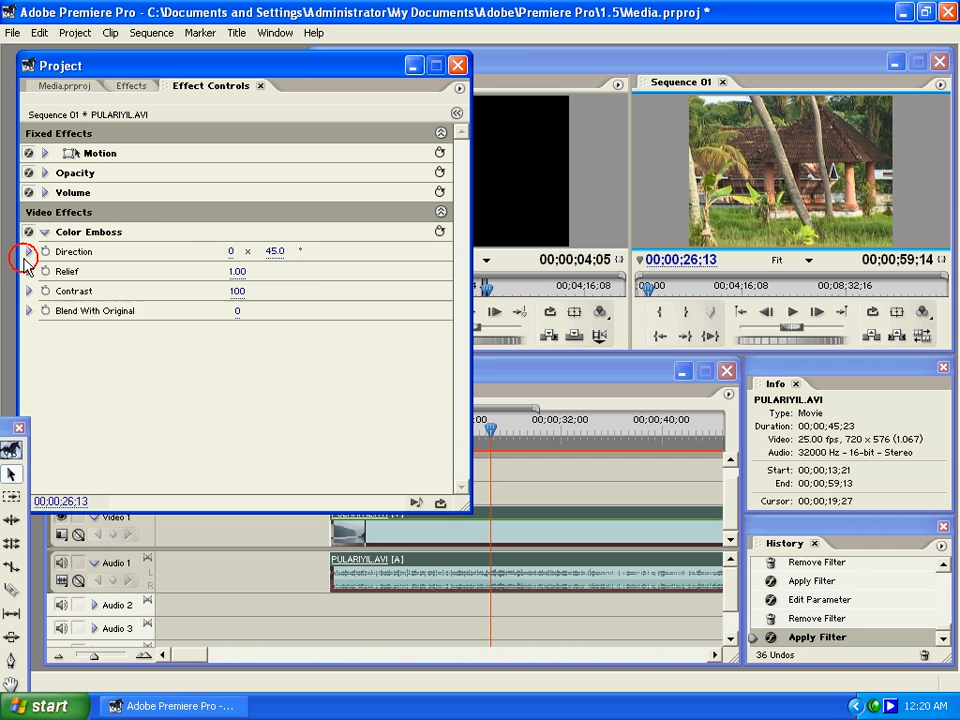 Adobe Premiere Pro - C:\Documents and Settings\Administrator\My Documents\Adobe\Premiere Pro\1.5\Media.prproj *
File Edit Project Clip Sequence Marker Title Window Help
Project
Media.prproj Effects Effect Controls
Sequence 01 * PULARIYIL.AVI
Fixed Effects
Motion
Opacity
Volume
Video Effects
Color Emboss
Direction 0 × 45.0 °
Relief 1.00
Contrast 100
Blend With Original 0
00;00;26;13
Sequence 01
00;00;04;05
00;04;16;08
00;00;26;13 Fit 00;00;59;14
;00;00 00;04;16;08 00;08;32;16
00;00;32;00 00;00;40;00
Video 1
PULARIYIL.AVI [A]
Audio 1
L
R
Audio 2
Audio 3
Info
PULARIYIL.AVI
Type: Movie
Duration: 00;00;45;23
Video: 25.00 fps, 720 × 576 (1.067)
Audio: 32000 Hz - 16-bit - Stereo
Start: 00;00;13;21
End: 00;00;59;13
Cursor: 00;00;19;27
History
Remove Filter
Apply Filter
Edit Parameter
Remove Filter
Apply Filter
36 Undos
start
Adobe Premiere Pro -...
12:20 AM